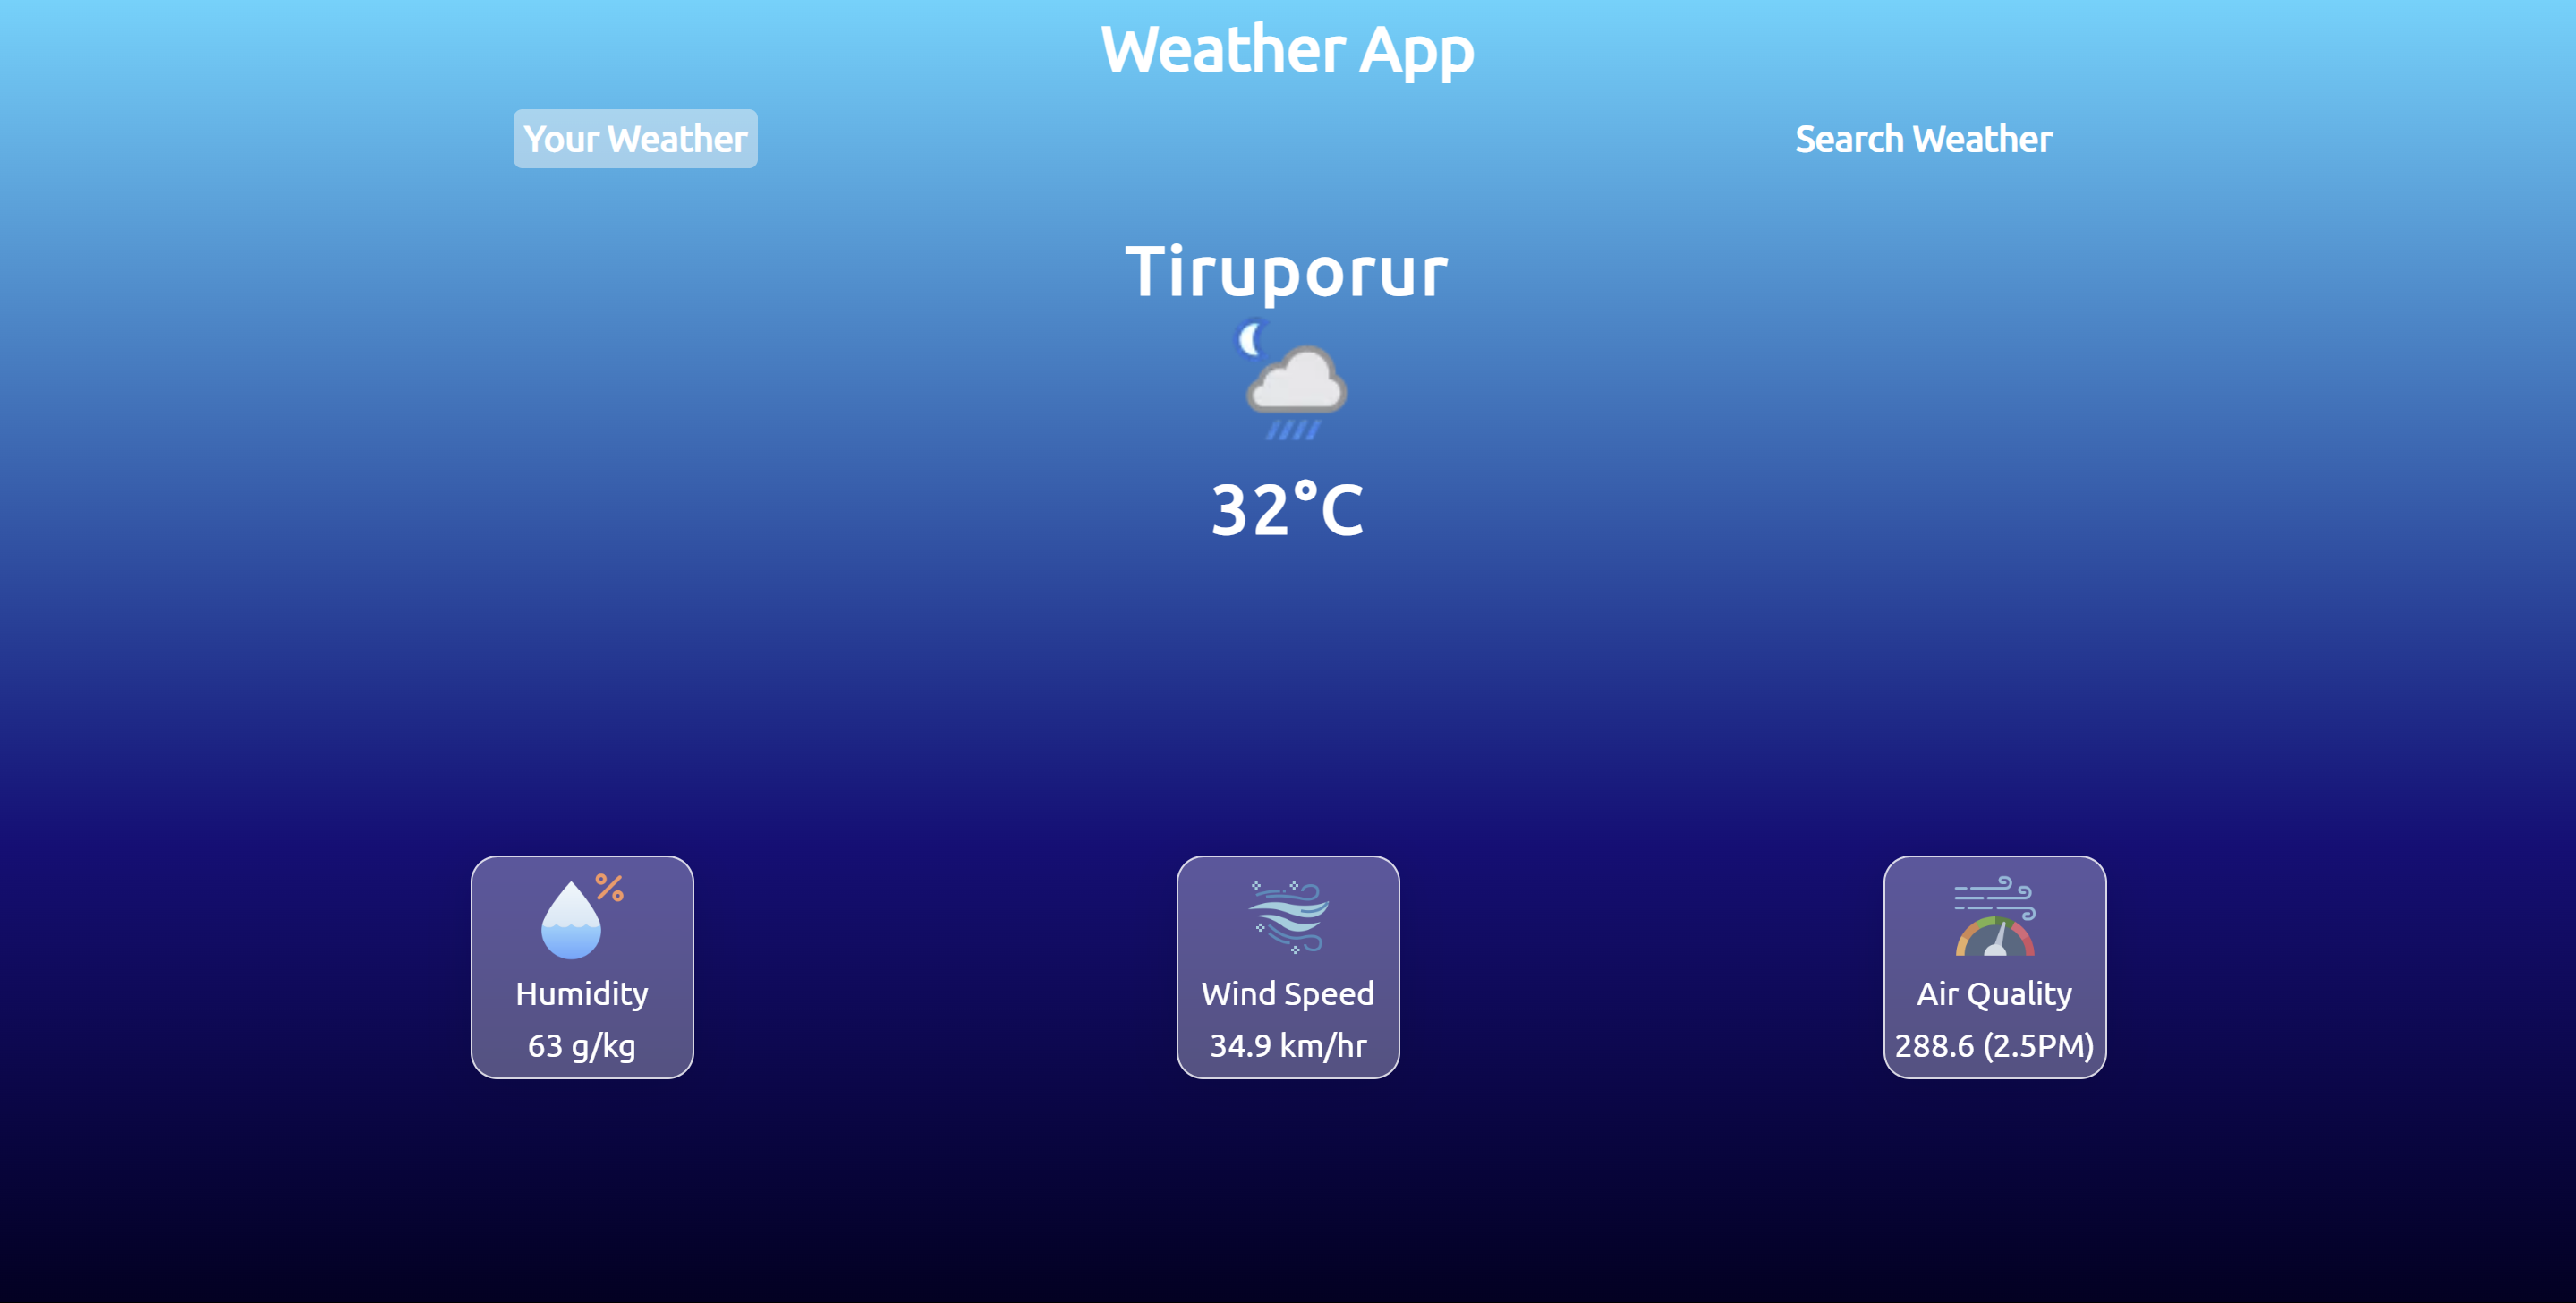 Weather App
Your Weather
Search Weather
Tiruporur
32°C
Humidity
63 g/kg
Wind Speed
34.9 km/hr
Air Quality
288.6 (2.5PM)